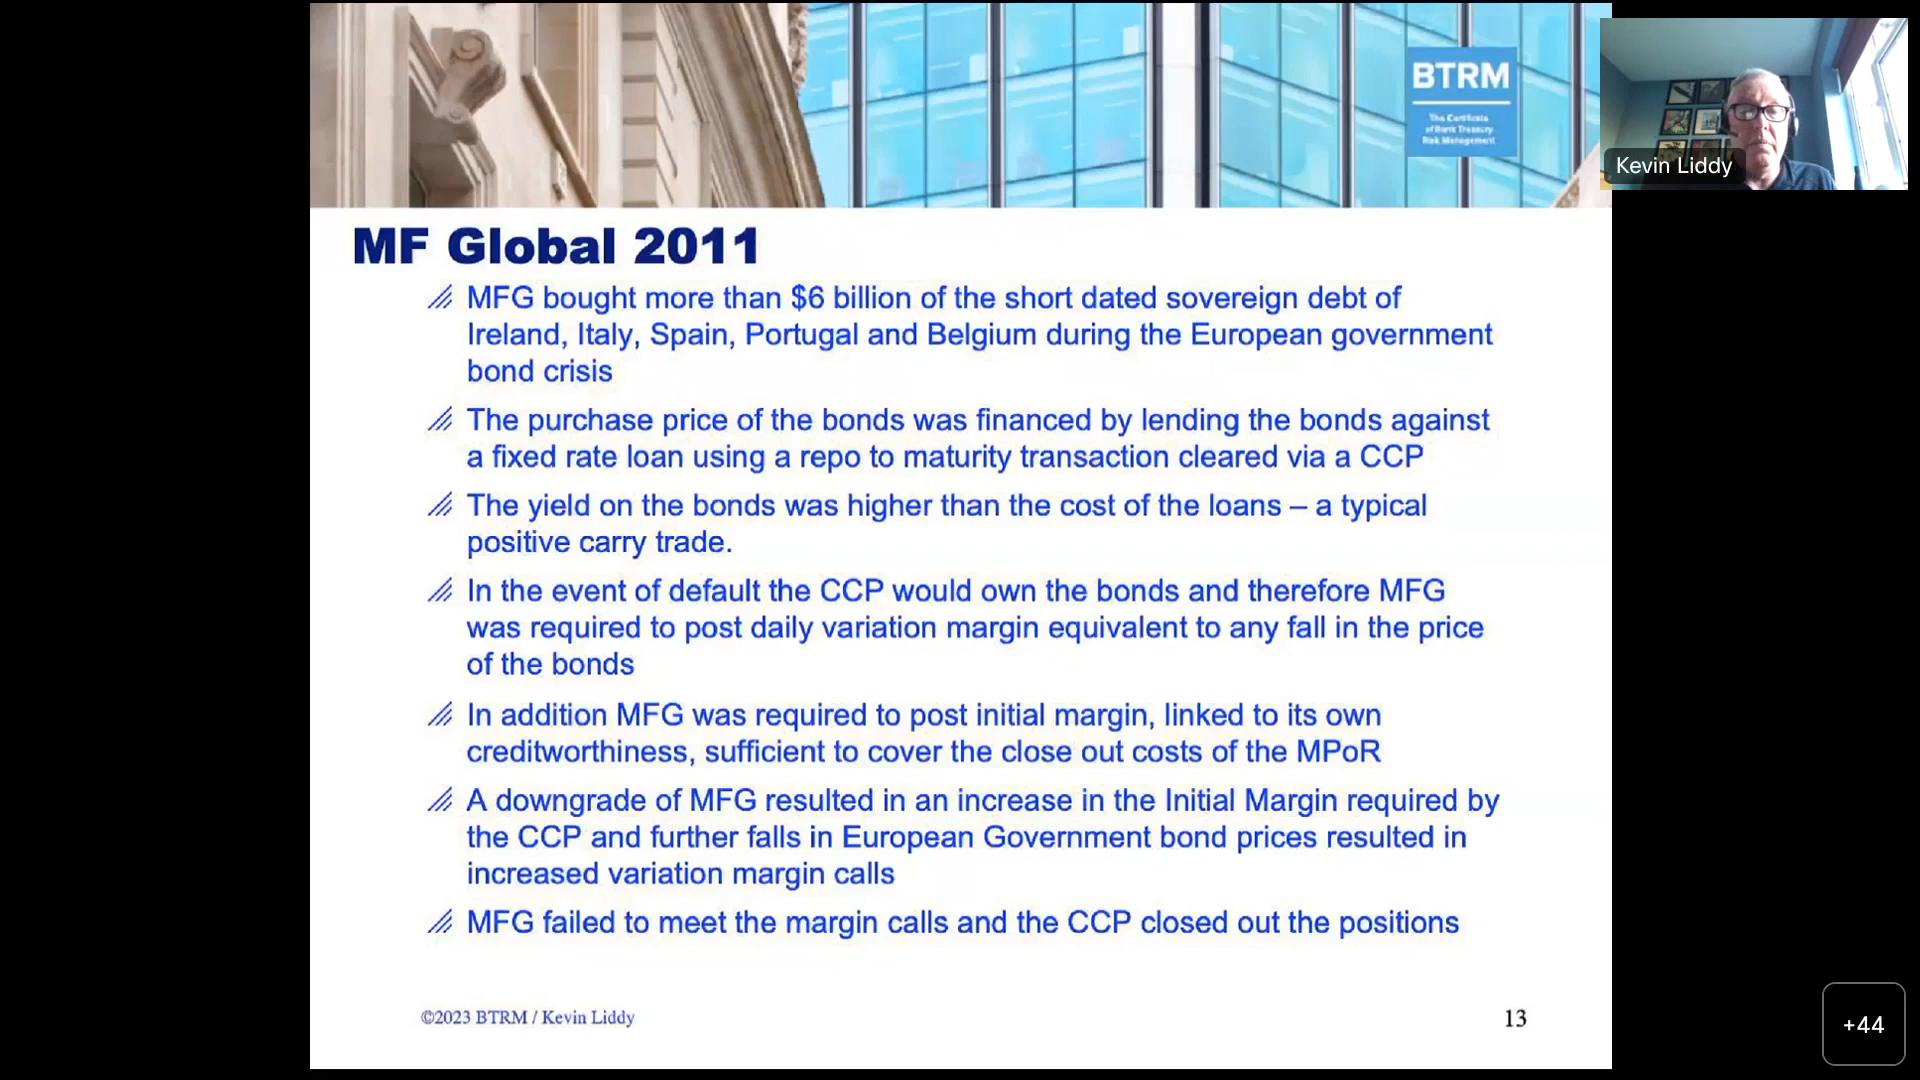 BTRM
The Certificate
of Bank Treasury
Risk Management
Kevin Liddy
MF Global 2011
MFG bought more than $6 billion of the short dated sovereign debt of
Ireland, Italy, Spain, Portugal and Belgium during the European government
bond crisis
The purchase price of the bonds was financed by lending the bonds against
a fixed rate loan using a repo to maturity transaction cleared via a CCP
The yield on the bonds was higher than the cost of the loans – a typical
positive carry trade.
In the event of default the CCP would own the bonds and therefore MFG
was required to post daily variation margin equivalent to any fall in the price
of the bonds
In addition MFG was required to post initial margin, linked to its own
creditworthiness, sufficient to cover the close out costs of the MPoR
A downgrade of MFG resulted in an increase in the Initial Margin required by
the CCP and further falls in European Government bond prices resulted in
increased variation margin calls
MFG failed to meet the margin calls and the CCP closed out the positions
©2023 BTRM / Kevin Liddy
13
+44